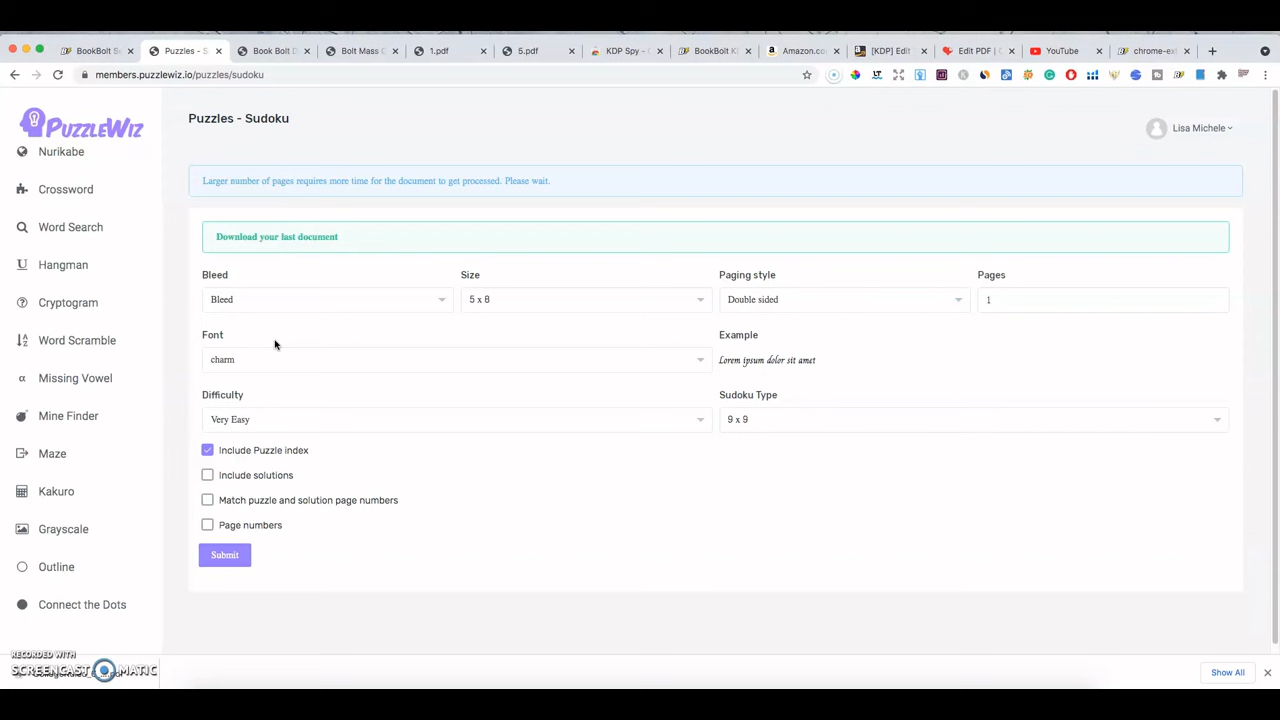 BookBolt St
Puzzles - S
Book Bolt D
Bolt Mass C
1.pdf
5.pdf
KDP Spy - C
BookBolt K
Amazon.co
[KDP] Edit
Edit PDF | C
YouTube
chrome-ex
members.puzzlewiz.io/puzzles/sudoku
PUZZLEWIZ
Nurikabe
Crossword
Word Search
Hangman
Cryptogram
Word Scramble
Missing Vowel
Mine Finder
Maze
Kakuro
Grayscale
Outline
Connect the Dots
Puzzles - Sudoku
Lisa Michele
Larger number of pages requires more time for the document to get processed. Please wait.
Download your last document
Bleed Size Paging style Pages
Bleed 5 x 8 Double sided 1
Font Example
charm Lorem ipsum dolor sit amet
Difficulty Sudoku Type
Very Easy 9 x 9
Include Puzzle index
Include solutions
Match puzzle and solution page numbers
Page numbers
Submit
RECORDED WITH
SCREENCAST MATIC
Show All